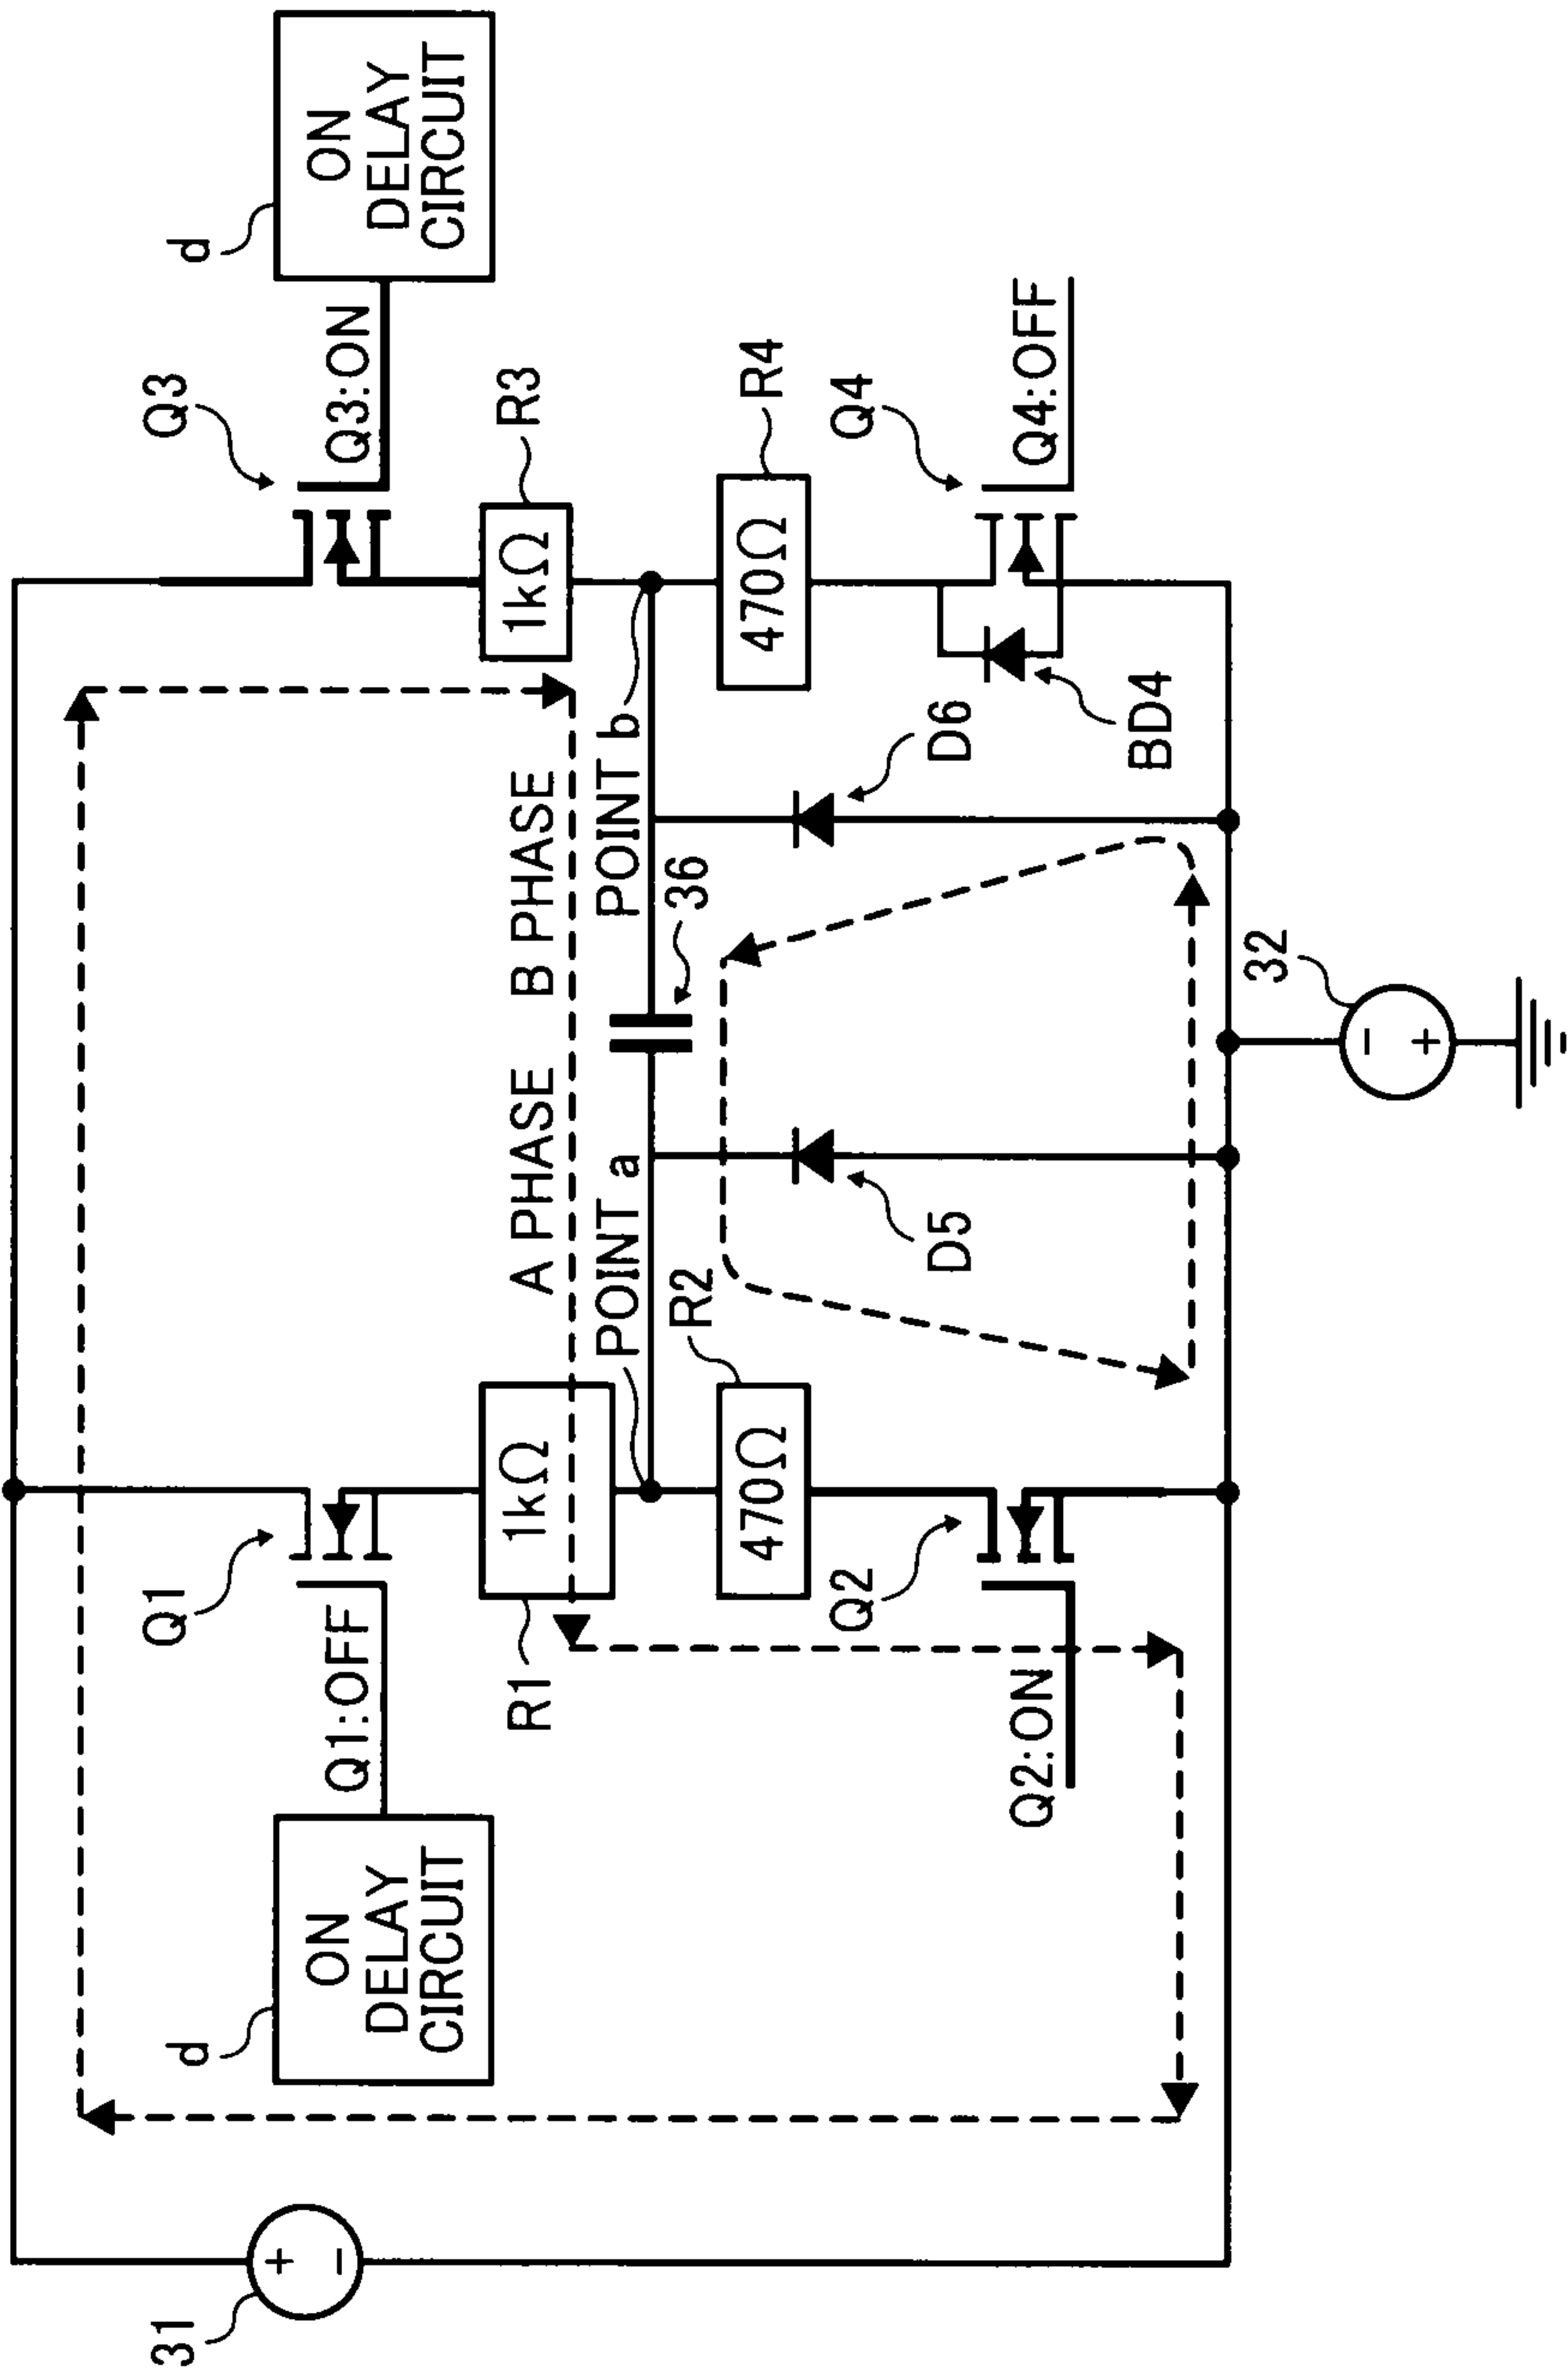 31
+
−
d
ON
DELAY
CIRCUIT
Q1:OFF
Q1
R1
1kΩ
A PHASE
B PHASE
POINT a
POINT b
R2
470Ω
Q2
Q2:ON
36
D5
D6
32
−
+
Q3
Q3:ON
d
ON
DELAY
CIRCUIT
R3
1kΩ
R4
470Ω
Q4
Q4:OFF
BD4